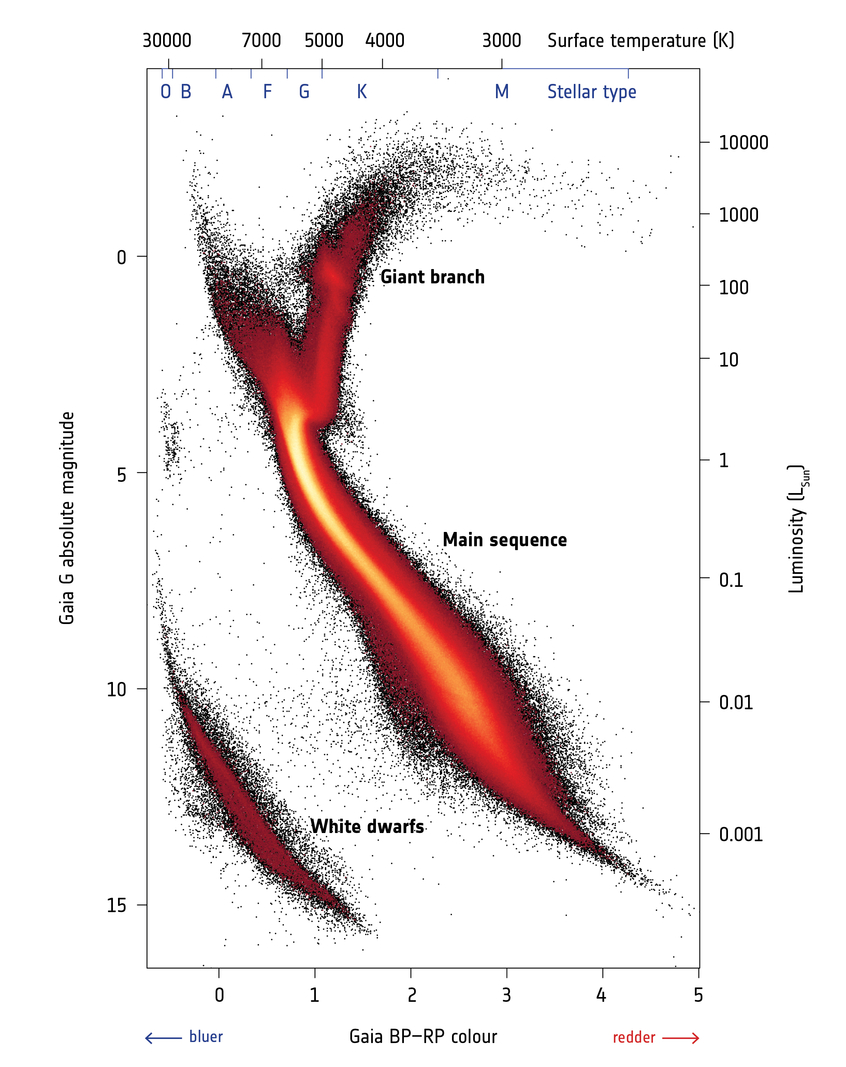 30000 7000 5000 4000 3000 Surface temperature (K)
O B A F G K M Stellar type
10000
1000
0
Giant branch
100
10
Gaia G absolute magnitude
5
1
Luminosity (LSun)
Main sequence
0.1
10
0.01
White dwarfs
0.001
15
0 1 2 3 4 5
bluer Gaia BP–RP colour redder